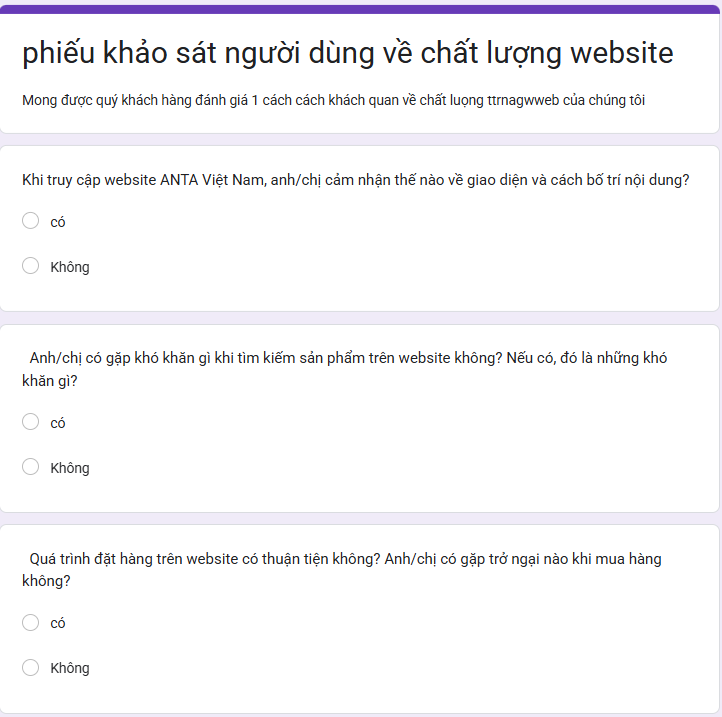 phiếu khảo sát người dùng về chất lượng website
Mong được quý khách hàng đánh giá 1 cách cách khách quan về chất luọng ttrnagwweb của chúng tôi
Khi truy cập website ANTA Việt Nam, anh/chị cảm nhận thế nào về giao diện và cách bố trí nội dung?
có
Không
Anh/chị có gặp khó khăn gì khi tìm kiếm sản phẩm trên website không? Nếu có, đó là những khó
khăn gì?
có
Không
Quá trình đặt hàng trên website có thuận tiện không? Anh/chị có gặp trở ngại nào khi mua hàng
không?
có
Không